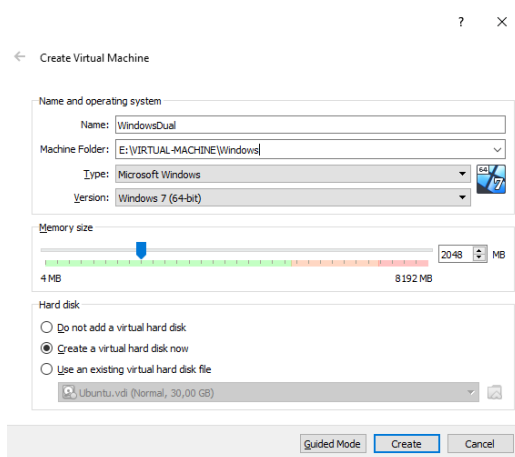 ?
Create Virtual Machine
Name and operating system
Name: WindowsDual
Machine Folder: E:\VIRTUAL-MACHINE\Windows
Type: Microsoft Windows
64
7
Version: Windows 7 (64-bit)
Memory size
2048 MB
4 MB 8192 MB
Hard disk
Do not add a virtual hard disk
Create a virtual hard disk now
Use an existing virtual hard disk file
Ubuntu.vdi (Normal, 30,00 GB)
Guided Mode Create Cancel